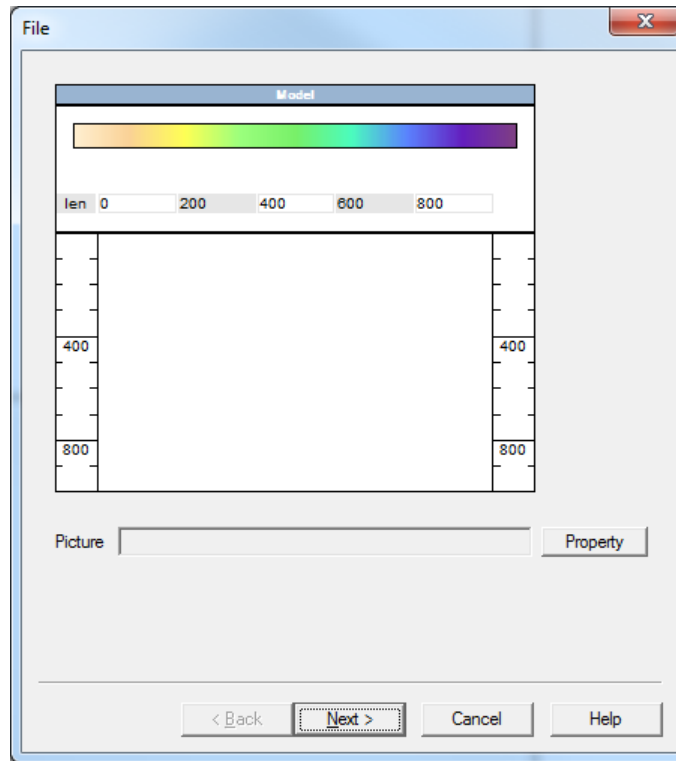 File
Model
len 0 200 400 600 800
400 400
800 800
Picture Property
< Back Next > Cancel Help